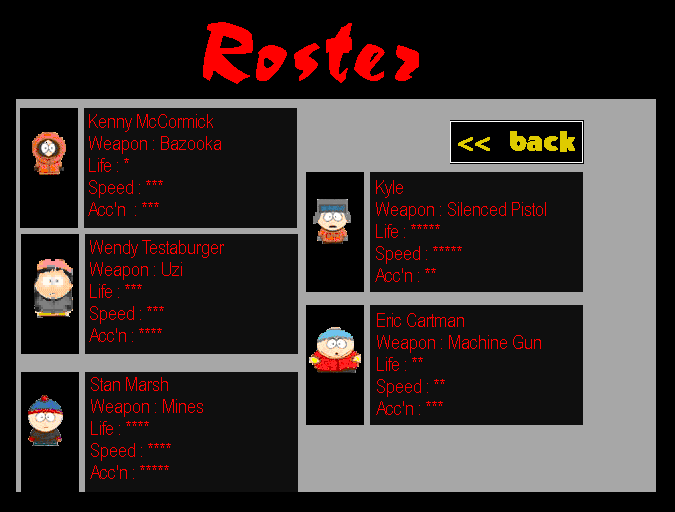 Roster
Kenny McCormick
Weapon : Bazooka
Life : *
Speed : ***
Acc'n : ***
Wendy Testaburger
Weapon : Uzi
Life : ***
Speed : ***
Acc'n : ****
Stan Marsh
Weapon : Mines
Life : ****
Speed : ****
Acc'n : *****
<< back
Kyle
Weapon : Silenced Pistol
Life : *****
Speed : *****
Acc'n : **
Eric Cartman
Weapon : Machine Gun
Life : **
Speed : **
Acc'n : ***